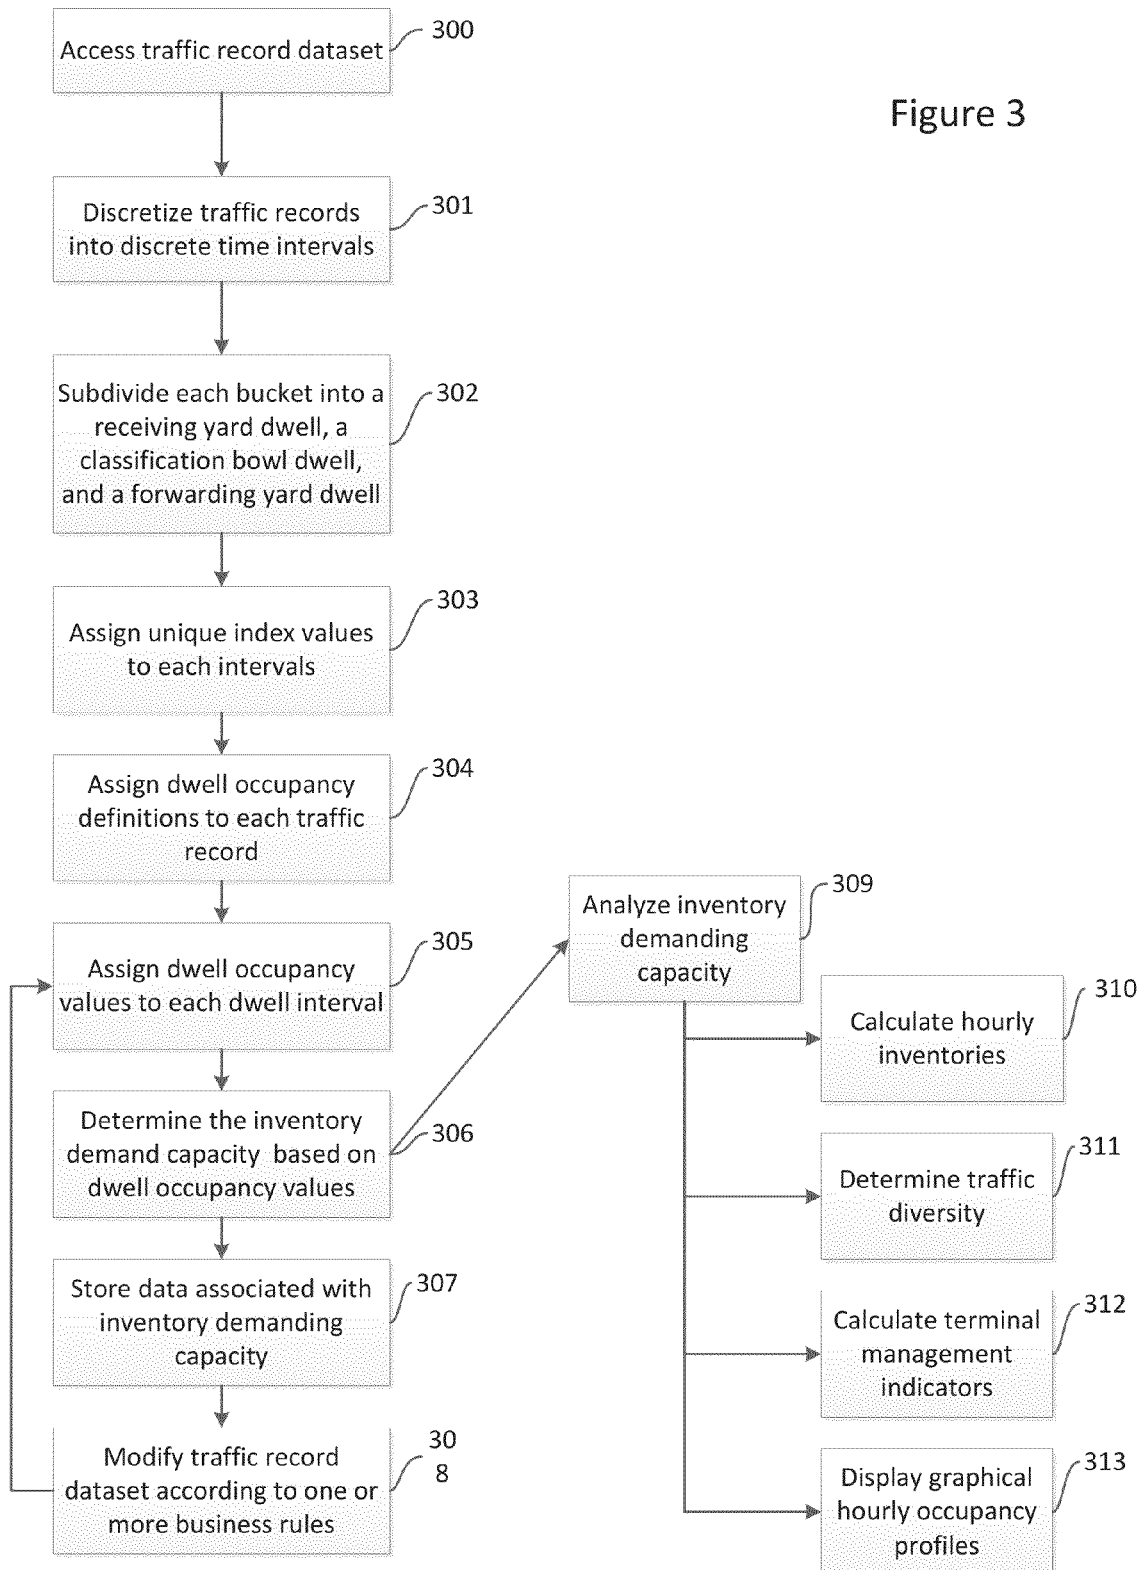 Figure 3
Access traffic record dataset
300
Discretize traffic records
into discrete time intervals
301
Subdivide each bucket into a
receiving yard dwell, a
classification bowl dwell,
and a forwarding yard dwell
302
Assign unique index values
to each intervals
303
Assign dwell occupancy
definitions to each traffic
record
304
Assign dwell occupancy
values to each dwell interval
305
Determine the inventory
demand capacity based on
dwell occupancy values
306
Store data associated with
inventory demanding
capacity
307
Modify traffic record
dataset according to one or
more business rules
30
8
Analyze inventory
demanding
capacity
309
Calculate hourly
inventories
310
Determine traffic
diversity
311
Calculate terminal
management
indicators
312
Display graphical
hourly occupancy
profiles
313